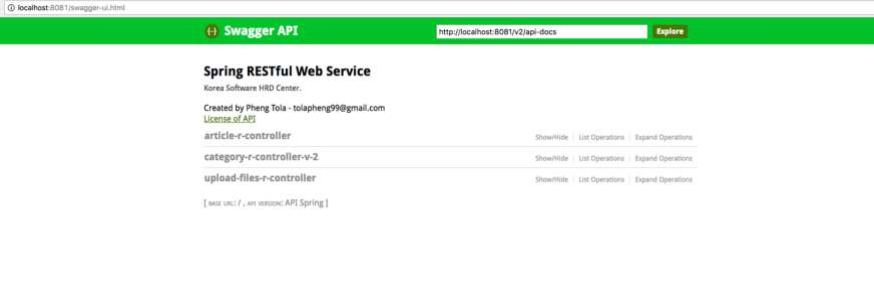 localhost:8081/swagger-ui.html
{··} Swagger API http://localhost:8081/v2/api-docs Explore
Spring RESTful Web Service
Korea Software HRD Center.
Created by Pheng Tola - tolapheng99@gmail.com
License of API
article-r-controller Show/Hide List Operations Expand Operations
category-r-controller-v-2 Show/Hide List Operations Expand Operations
upload-files-r-controller Show/Hide List Operations Expand Operations
[ BASE URL: / , API VERSION: API Spring ]